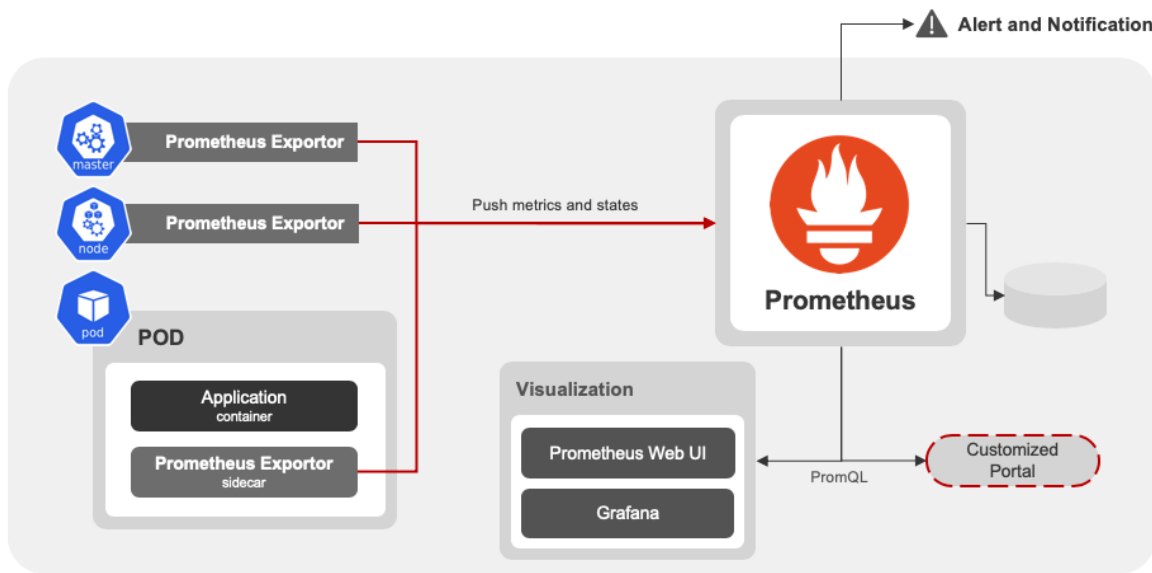 Alert and Notification
master
Prometheus Exportor
node
Prometheus Exportor
Push metrics and states
Prometheus
pod
POD
Application
container
Prometheus Exportor
sidecar
Visualization
Prometheus Web UI
Grafana
PromQL
Customized
Portal